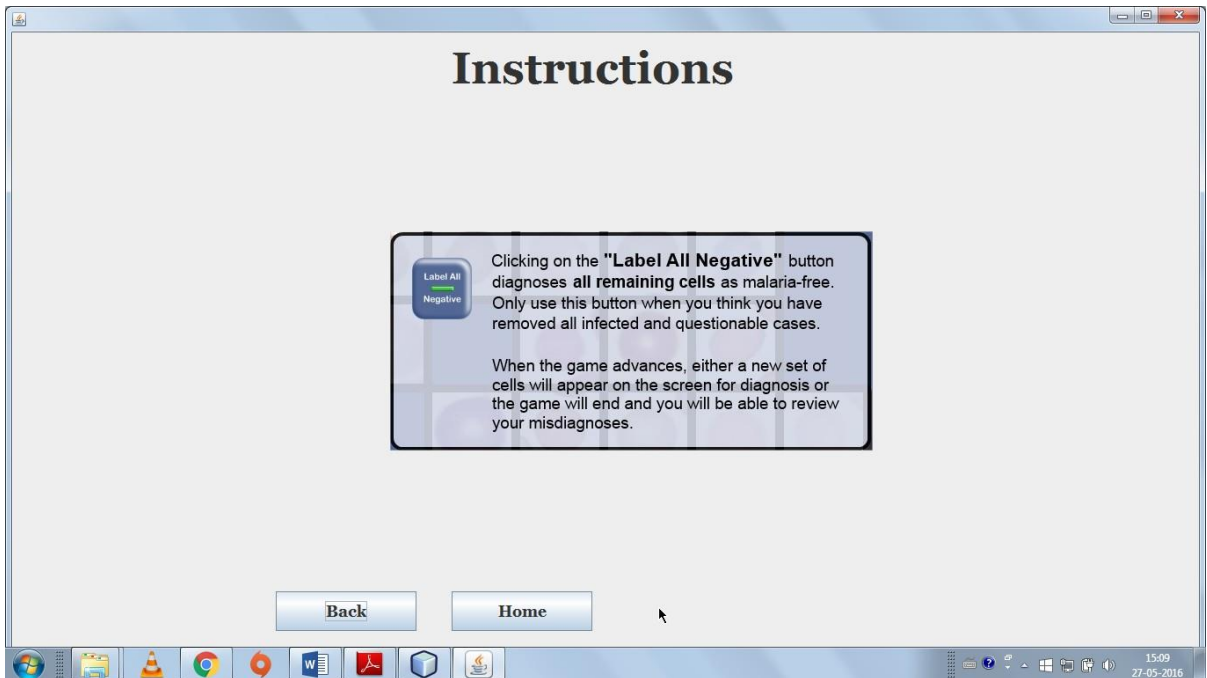 Instructions
Label All
Negative
Clicking on the "Label All Negative" button
diagnoses all remaining cells as malaria-free.
Only use this button when you think you have
removed all infected and questionable cases.
When the game advances, either a new set of
cells will appear on the screen for diagnosis or
the game will end and you will be able to review
your misdiagnoses.
Back
Home
15:09
27-05-2016